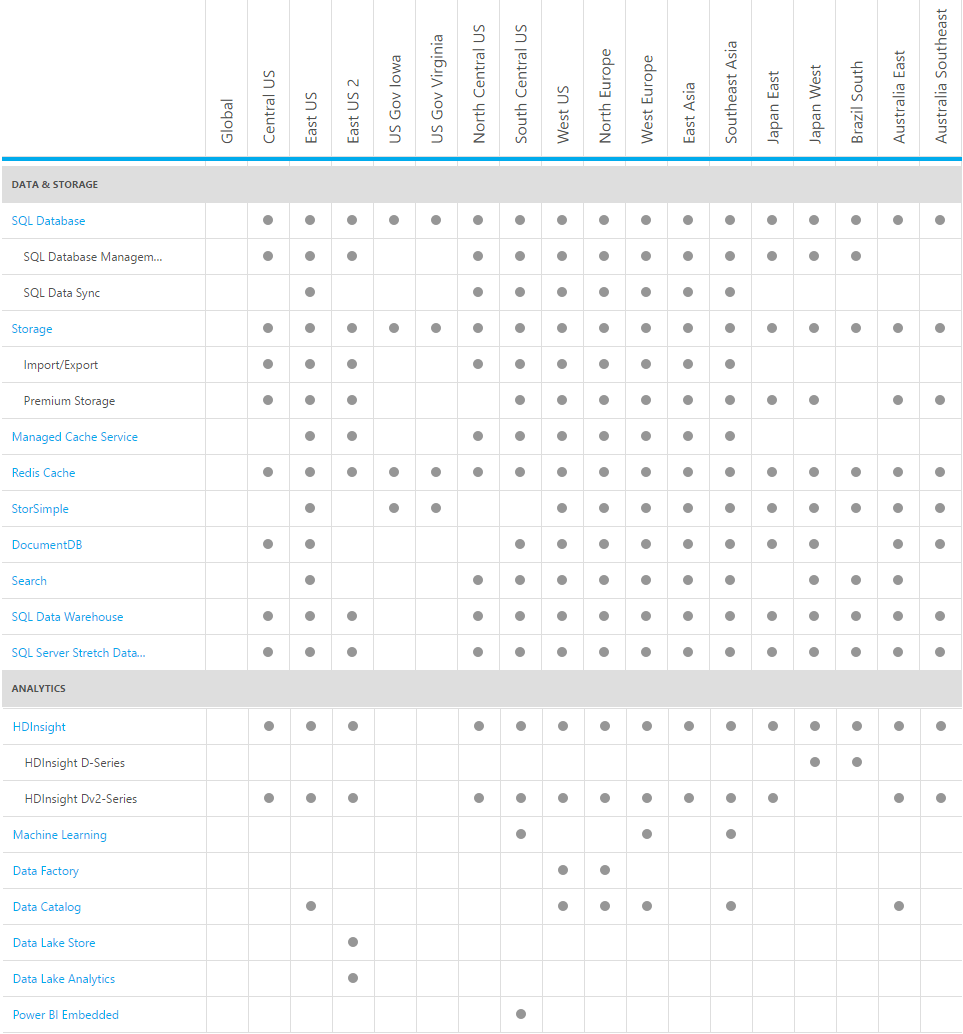 Global
Central US
East US
East US 2
US Gov Iowa
US Gov Virginia
North Central US
South Central US
West US
North Europe
West Europe
East Asia
Southeast Asia
Japan East
Japan West
Brazil South
Australia East
Australia Southeast
DATA & STORAGE
SQL Database
SQL Database Managem...
SQL Data Sync
Storage
Import/Export
Premium Storage
Managed Cache Service
Redis Cache
StorSimple
DocumentDB
Search
SQL Data Warehouse
SQL Server Stretch Data...
ANALYTICS
HDInsight
HDInsight D-Series
HDInsight Dv2-Series
Machine Learning
Data Factory
Data Catalog
Data Lake Store
Data Lake Analytics
Power BI Embedded